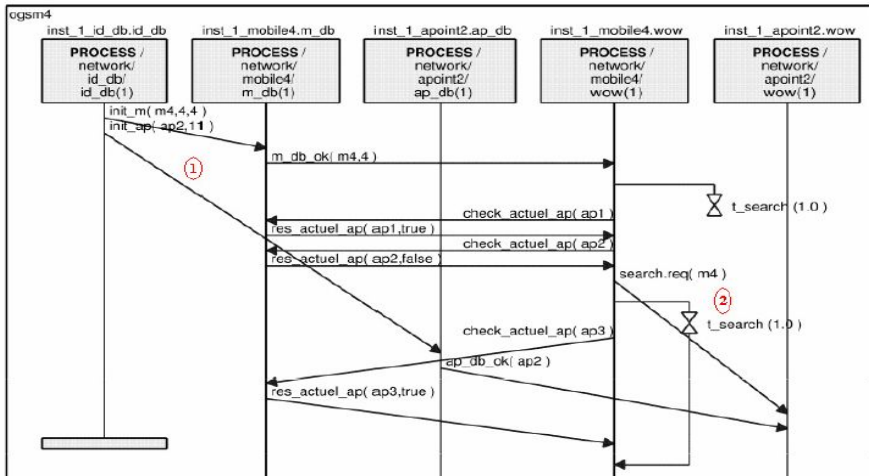 ogsm4
inst_1_id_db.id_db
inst_1_mobile4.m_db
inst_1_apoint2.ap_db
inst_1_mobile4.wow
inst_1_apoint2.wow
PROCESS /
network/
id_db/
id_db(1)
PROCESS /
network/
mobile4/
m_db(1)
PROCESS /
network/
apoint2/
ap_db(1)
PROCESS /
network/
mobile4/
wow(1)
PROCESS /
network/
apoint2/
wow(1)
init_m( m4,4,4 )
init_ap( ap2,11 )
1
m_db_ok( m4,4 )
t_search (1.0 )
check_actuel_ap( ap1 )
res_actuel_ap( ap1,true )
check_actuel_ap( ap2 )
res_actuel_ap( ap2,false )
search.req( m4 )
2
t_search (1.0 )
check_actuel_ap( ap3 )
ap_db_ok( ap2 )
res_actuel_ap( ap3,true )